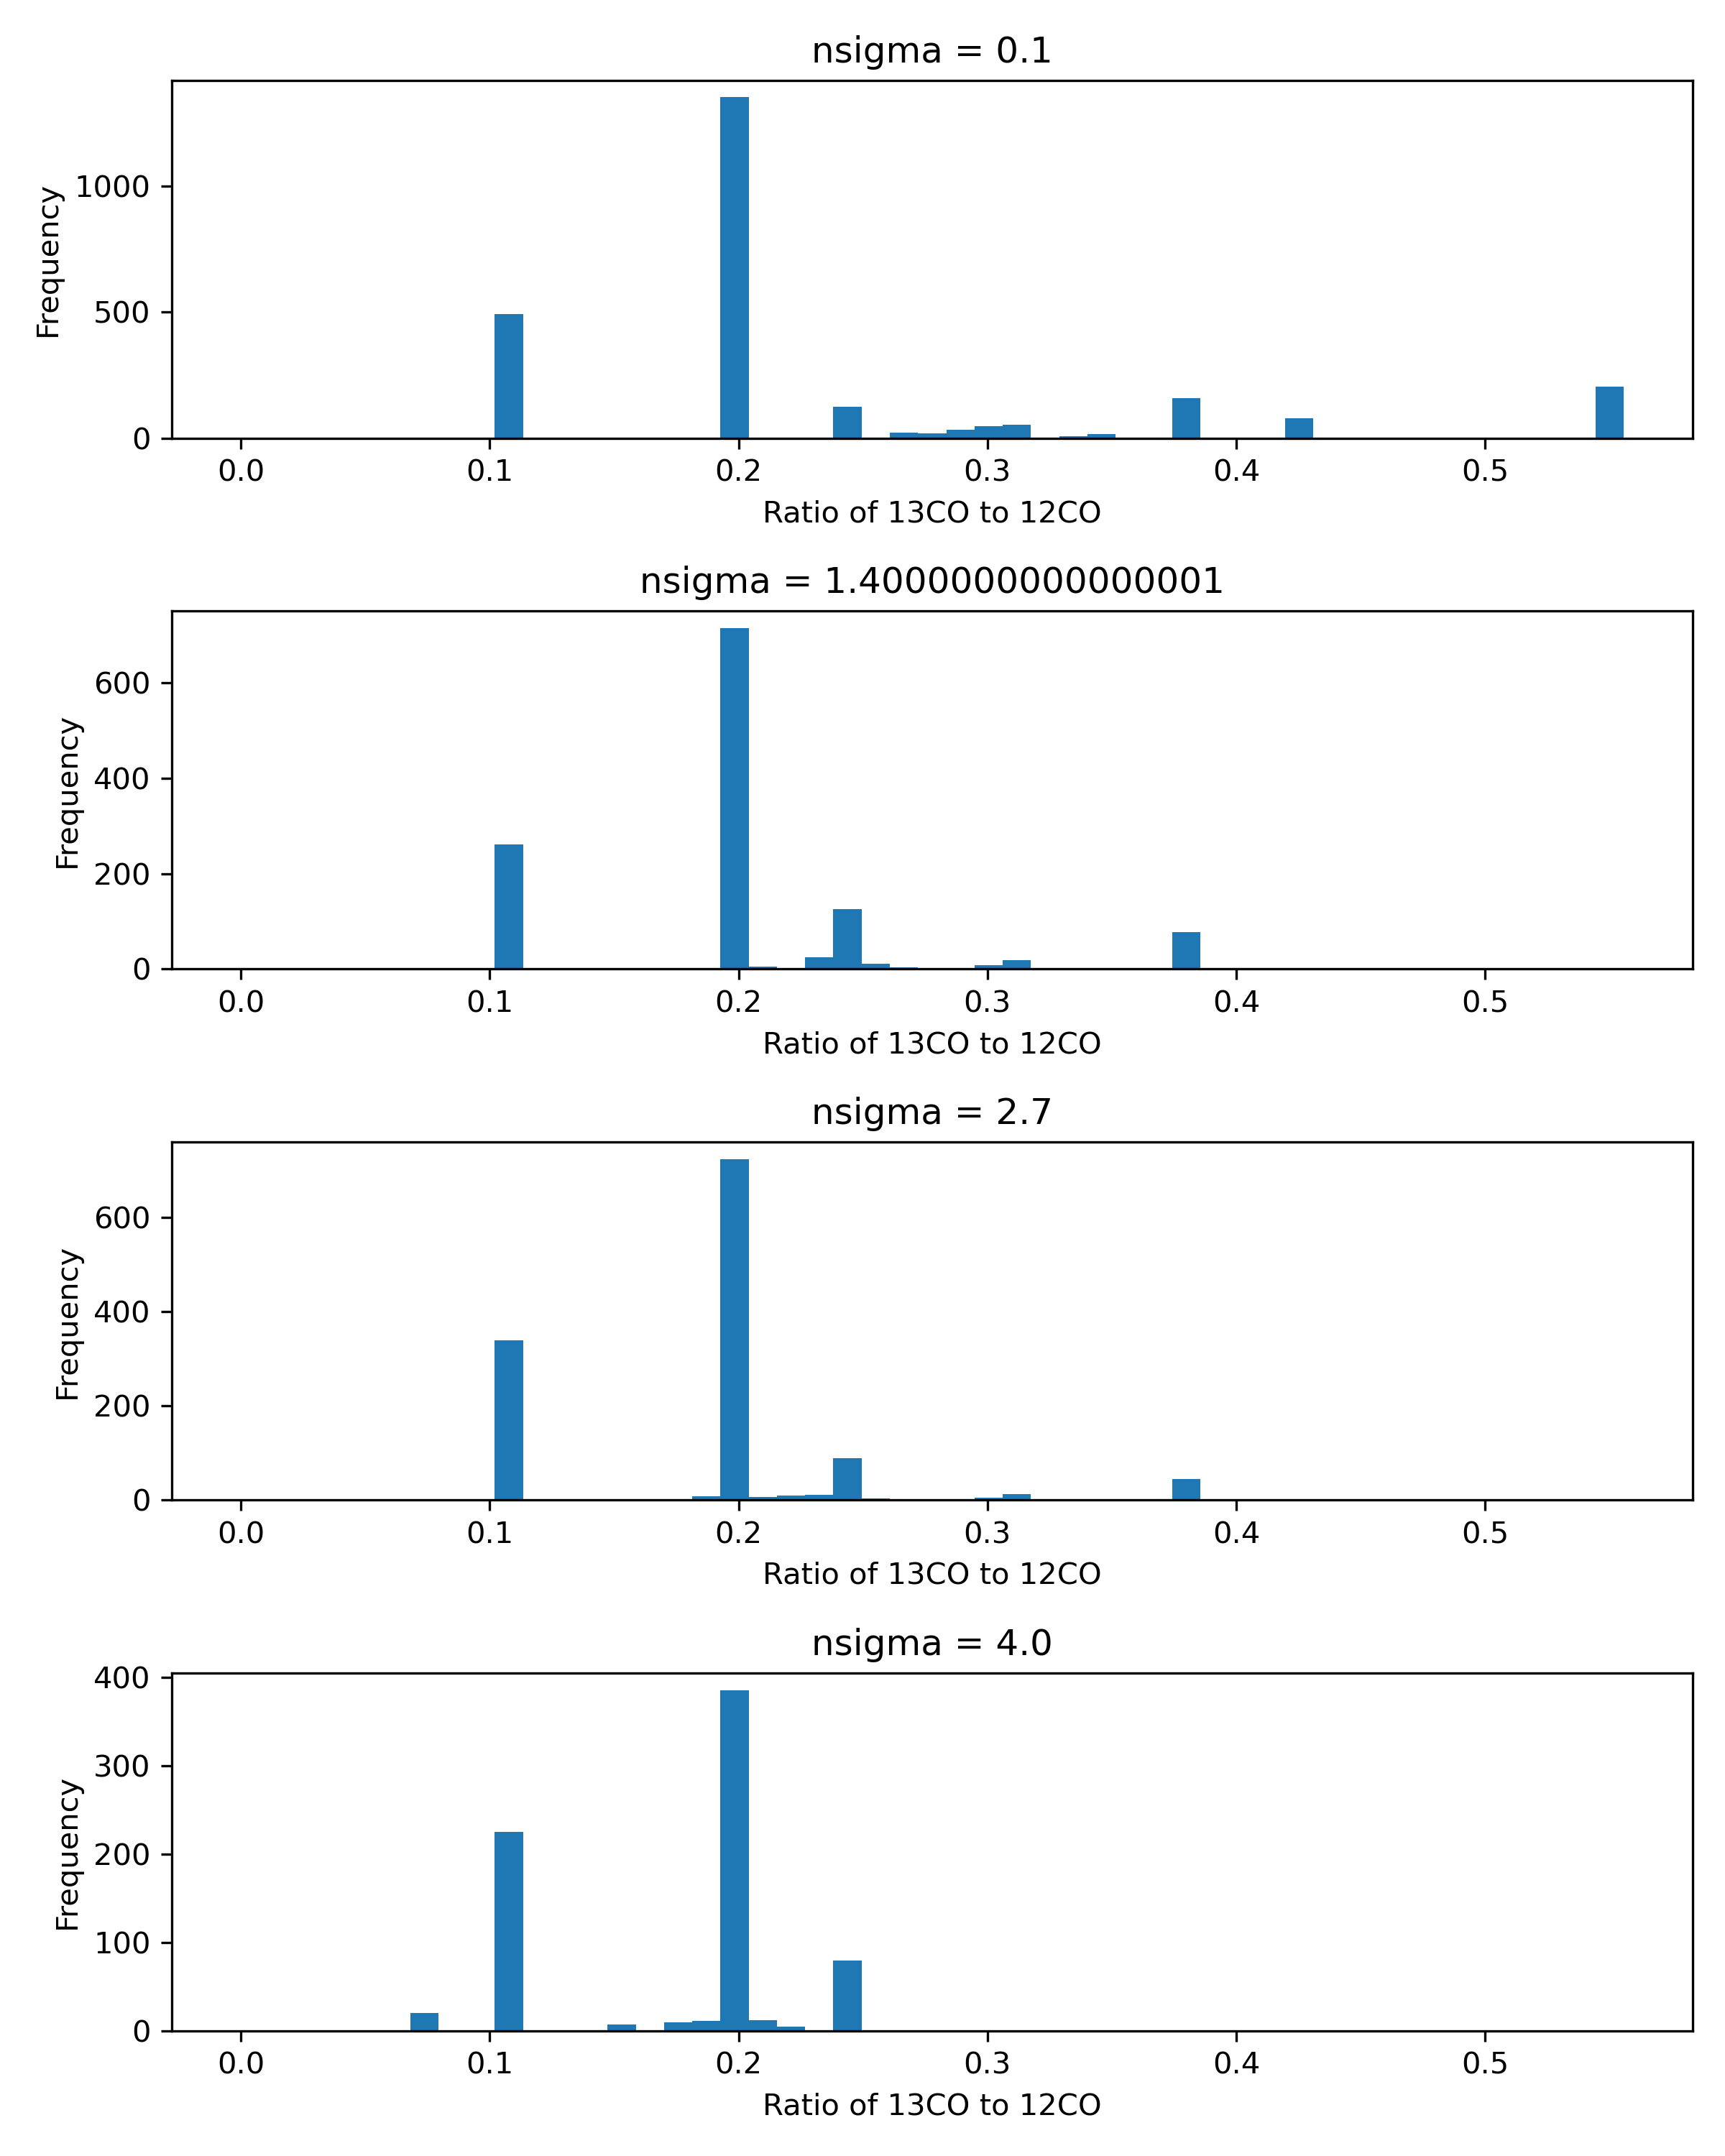 nsigma = 0.1
Frequency
1000
500
0
0.0 0.1 0.2 0.3 0.4 0.5
Ratio of 13CO to 12CO
nsigma = 1.4000000000000001
Frequency
600
400
200
0
0.0 0.1 0.2 0.3 0.4 0.5
Ratio of 13CO to 12CO
nsigma = 2.7
Frequency
600
400
200
0
0.0 0.1 0.2 0.3 0.4 0.5
Ratio of 13CO to 12CO
nsigma = 4.0
Frequency
400
300
200
100
0
0.0 0.1 0.2 0.3 0.4 0.5
Ratio of 13CO to 12CO